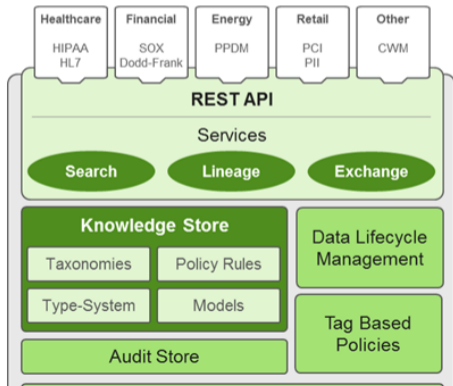 Healthcare
HIPAA
HL7
Financial
SOX
Dodd-Frank
Energy
PPDM
Retail
PCI
PII
Other
CWM
REST API
Services
Search
Lineage
Exchange
Knowledge Store
Taxonomies
Policy Rules
Type-System
Models
Audit Store
Data Lifecycle
Management
Tag Based
Policies